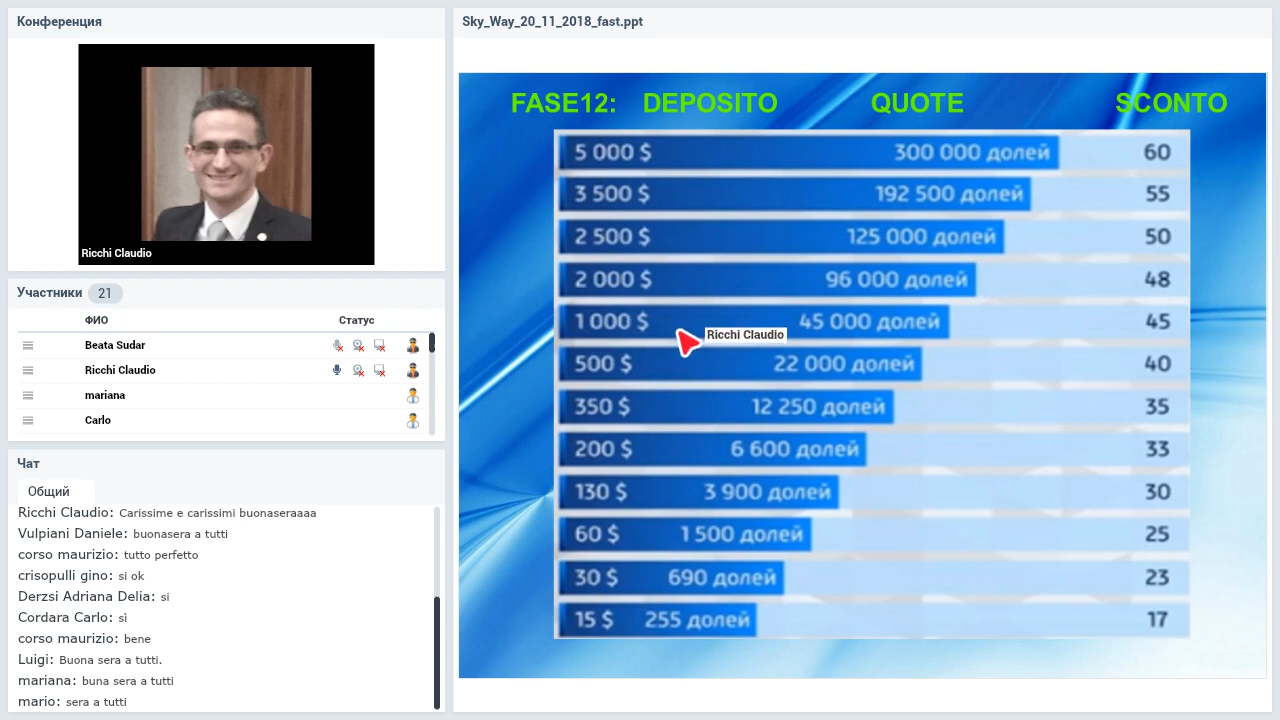 Конференция
Ricchi Claudio
Участники 21
ФИО Статус
Beata Sudar
Ricchi Claudio
mariana
Carlo
Чат
Общий
Ricchi Claudio: Carissime e carissimi buonaseraaaa
Vulpiani Daniele: buonasera a tutti
corso maurizio: tutto perfetto
crisopulli gino: si ok
Derzsi Adriana Delia: si
Cordara Carlo: sì
corso maurizio: bene
Luigi: Buona sera a tutti.
mariana: buna sera a tutti
mario: sera a tutti
Sky_Way_20_11_2018_fast.ppt
FASE12: DEPOSITO QUOTE SCONTO
5 000 $ 300 000 долей 60
3 500 $ 192 500 долей 55
2 500 $ 125 000 долей 50
2 000 $ 96 000 долей 48
1 000 $ 45 000 долей 45
Ricchi Claudio
500 $ 22 000 долей 40
350 $ 12 250 долей 35
200 $ 6 600 долей 33
130 $ 3 900 долей 30
60 $ 1 500 долей 25
30 $ 690 долей 23
15 $ 255 долей 17